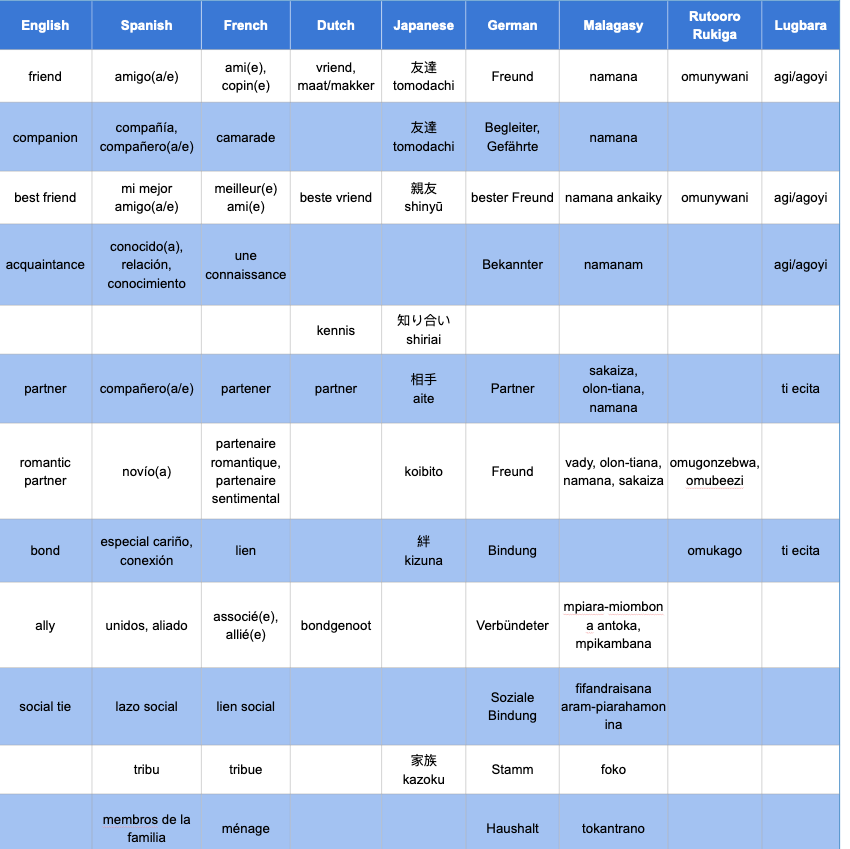 English Spanish French Dutch Japanese German Malagasy Rutooro Rukiga Lugbara
friend amigo(a/e) ami(e), copin(e) vriend, maat/makker 友達 tomodachi Freund namana omunywani agi/agoyi
companion compañía, compañero(a/e) camarade 友達 tomodachi Begleiter, Gefährte namana
best friend mi mejor amigo(a/e) meilleur(e) ami(e) beste vriend 親友 shinyū bester Freund namana ankaiky omunywani agi/agoyi
acquaintance conocido(a), relación, conocimiento une connaissance Bekannter namanam agi/agoyi
kennis 知り合い shiriai
partner compañero(a/e) partener partner 相手 aite Partner sakaiza, olon-tiana, namana ti ecita
romantic partner novío(a) partenaire romantique, partenaire sentimental koibito Freund vady, olon-tiana, namana, sakaiza omugonzebwa, omubeezi
bond especial cariño, conexión lien 絆 kizuna Bindung omukago ti ecita
ally unidos, aliado associé(e), allié(e) bondgenoot Verbündeter mpiara-miombon a antoka, mpikambana
social tie lazo social lien social Soziale Bindung fifandraisana aram-piarahamon ina
tribu tribue 家族 kazoku Stamm foko
membros de la familia ménage Haushalt tokantrano